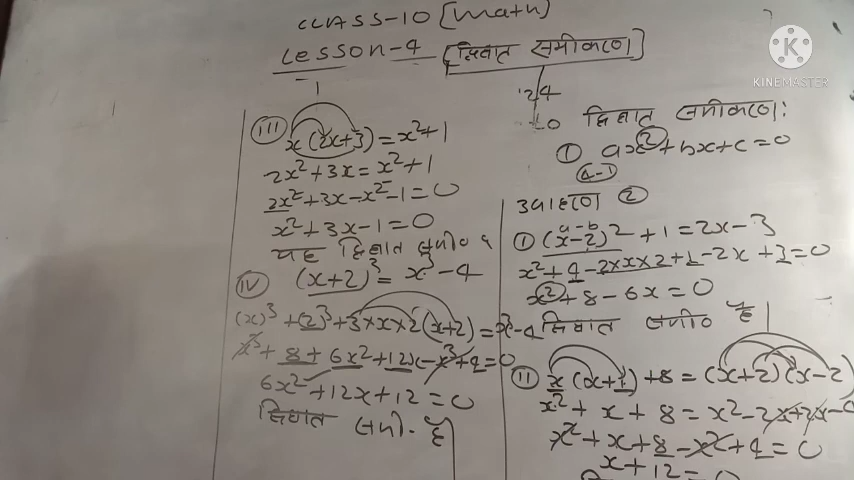 CLASS-10 [Math]
Lesson-4 [द्विघात समीकरण]
K
KINEMASTER
24
द्विघात समीकरण:
① ax²+bx+c=0
उदाहरण ②
a-b
① (x-2)²+1=2x-3
x²+4-2×x×2+1-2x+3=0
x²+8-6x=0
द्विघात समी० है|
ii x(x+1)+8=(x+2)(x-2)
x²+x+8=x²-2x+2x-
x²+x+8-x²+4=0
x+12=0
iii x(2x+3)=x²+1
2x²+3x=x²+1
2x²+3x-x²-1=0
x²+3x-1=0
यह द्विघात समी०
iv (x+2)³=x³-4
(x)³+(2)³+3×x×2(x+2)=x³-4
x³+8+6x²+12x-x³+4=0
6x²+12x+12=0
द्विघात समी० है|